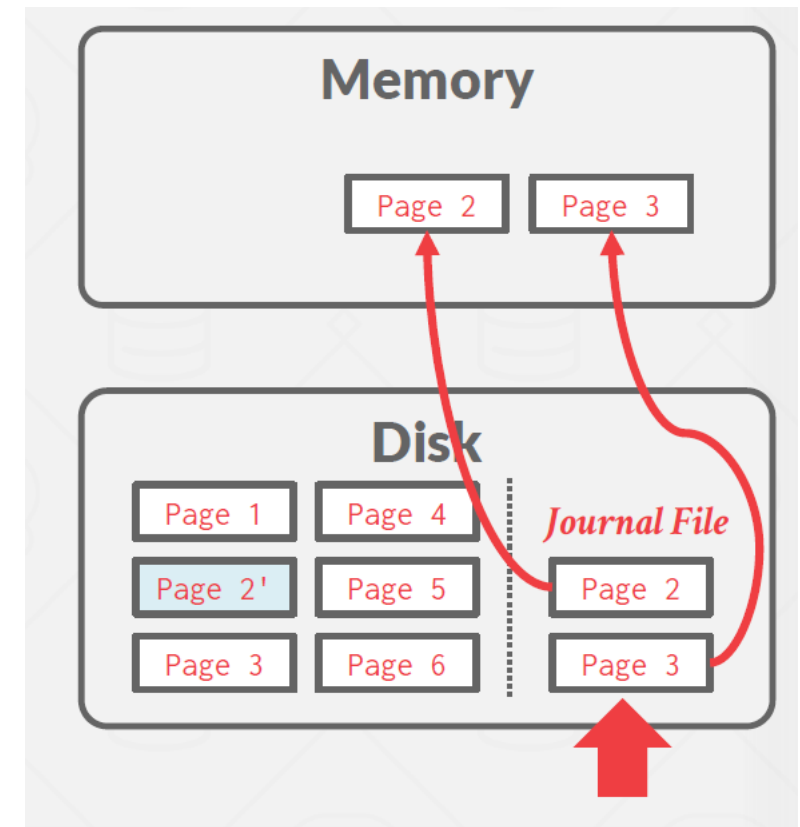 Memory
Page 2 Page 3
Disk
Page 1 Page 4
Journal File
Page 2' Page 5 Page 2
Page 3 Page 6 Page 3